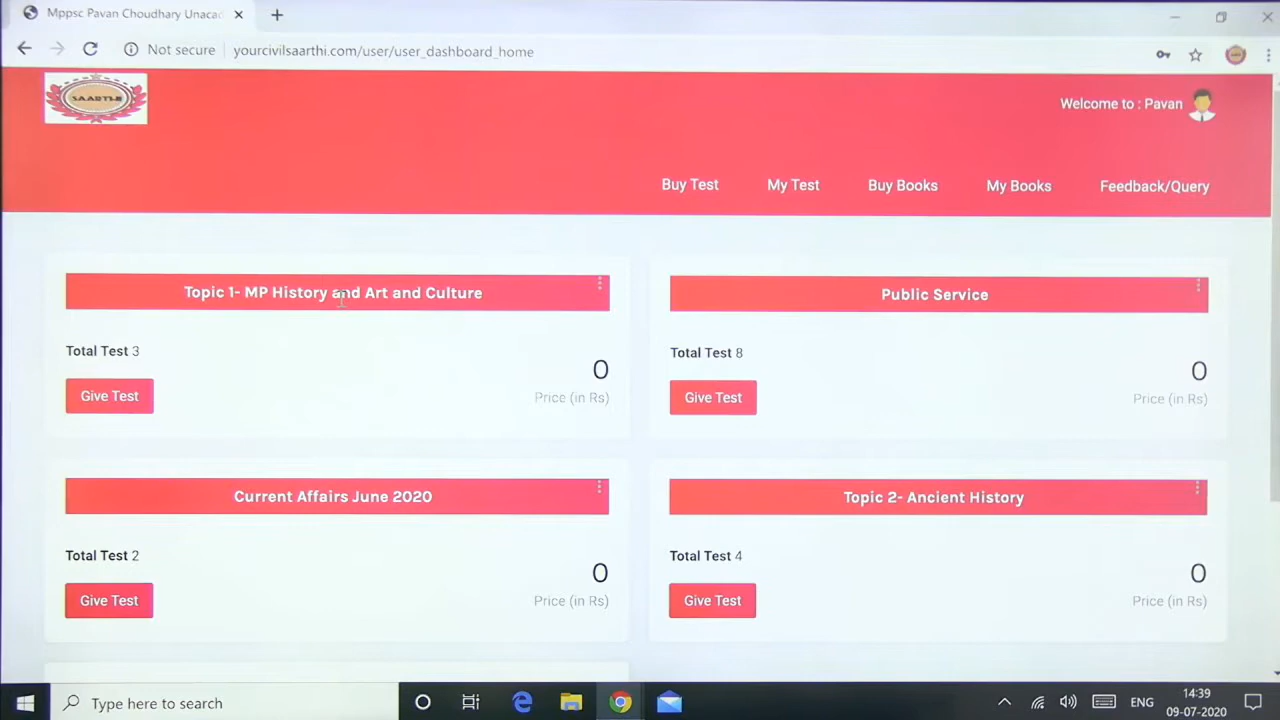 Mppsc Pavan Choudhary Unacad
Not secure
yourcivilsaarthi.com/user/user_dashboard_home
SAARTHI
Welcome to : Pavan
Buy Test
My Test
Buy Books
My Books
Feedback/Query
Topic 1- MP History and Art and Culture
Total Test 3
0
Give Test
Price (in Rs)
Public Service
Total Test 8
0
Give Test
Price (in Rs)
Current Affairs June 2020
Total Test 2
0
Give Test
Price (in Rs)
Topic 2- Ancient History
Total Test 4
0
Give Test
Price (in Rs)
Type here to search
ENG
14:39
09-07-2020